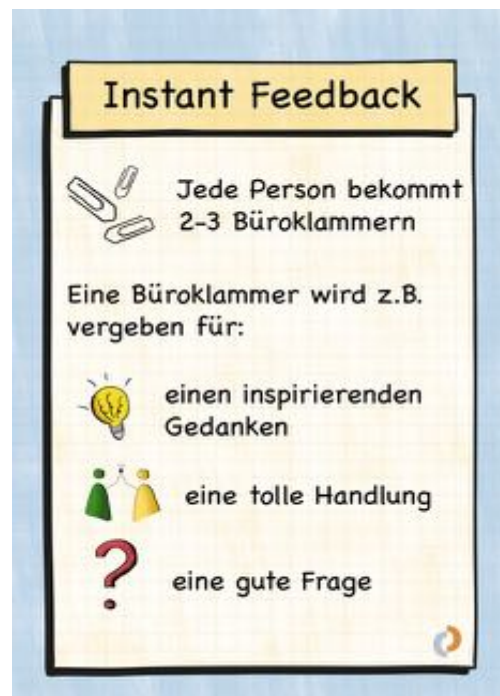 Instant Feedback
Jede Person bekommt
2-3 Büroklammern
Eine Büroklammer wird z.B.
vergeben für:
einen inspirierenden
Gedanken
eine tolle Handlung
eine gute Frage